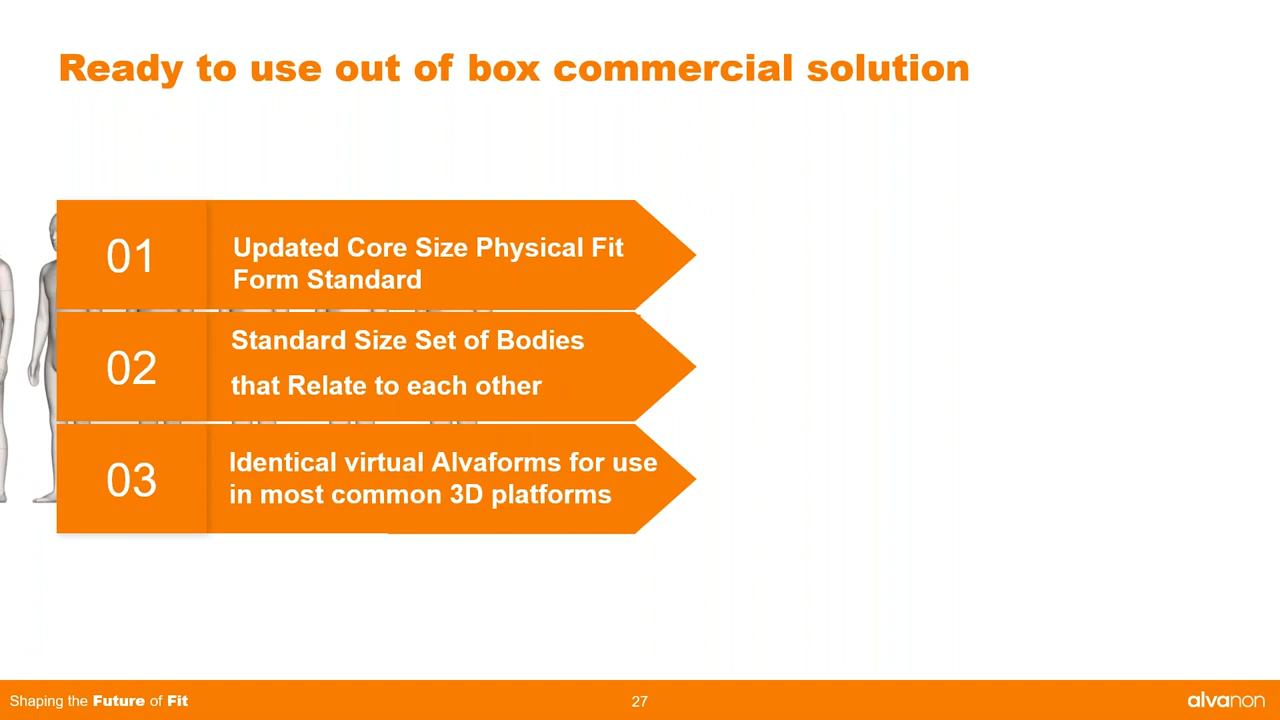 Ready to use out of box commercial solution
01
Updated Core Size Physical Fit
Form Standard
02
Standard Size Set of Bodies
that Relate to each other
03
Identical virtual Alvaforms for use
in most common 3D platforms
Shaping the Future of Fit
27
alvanon